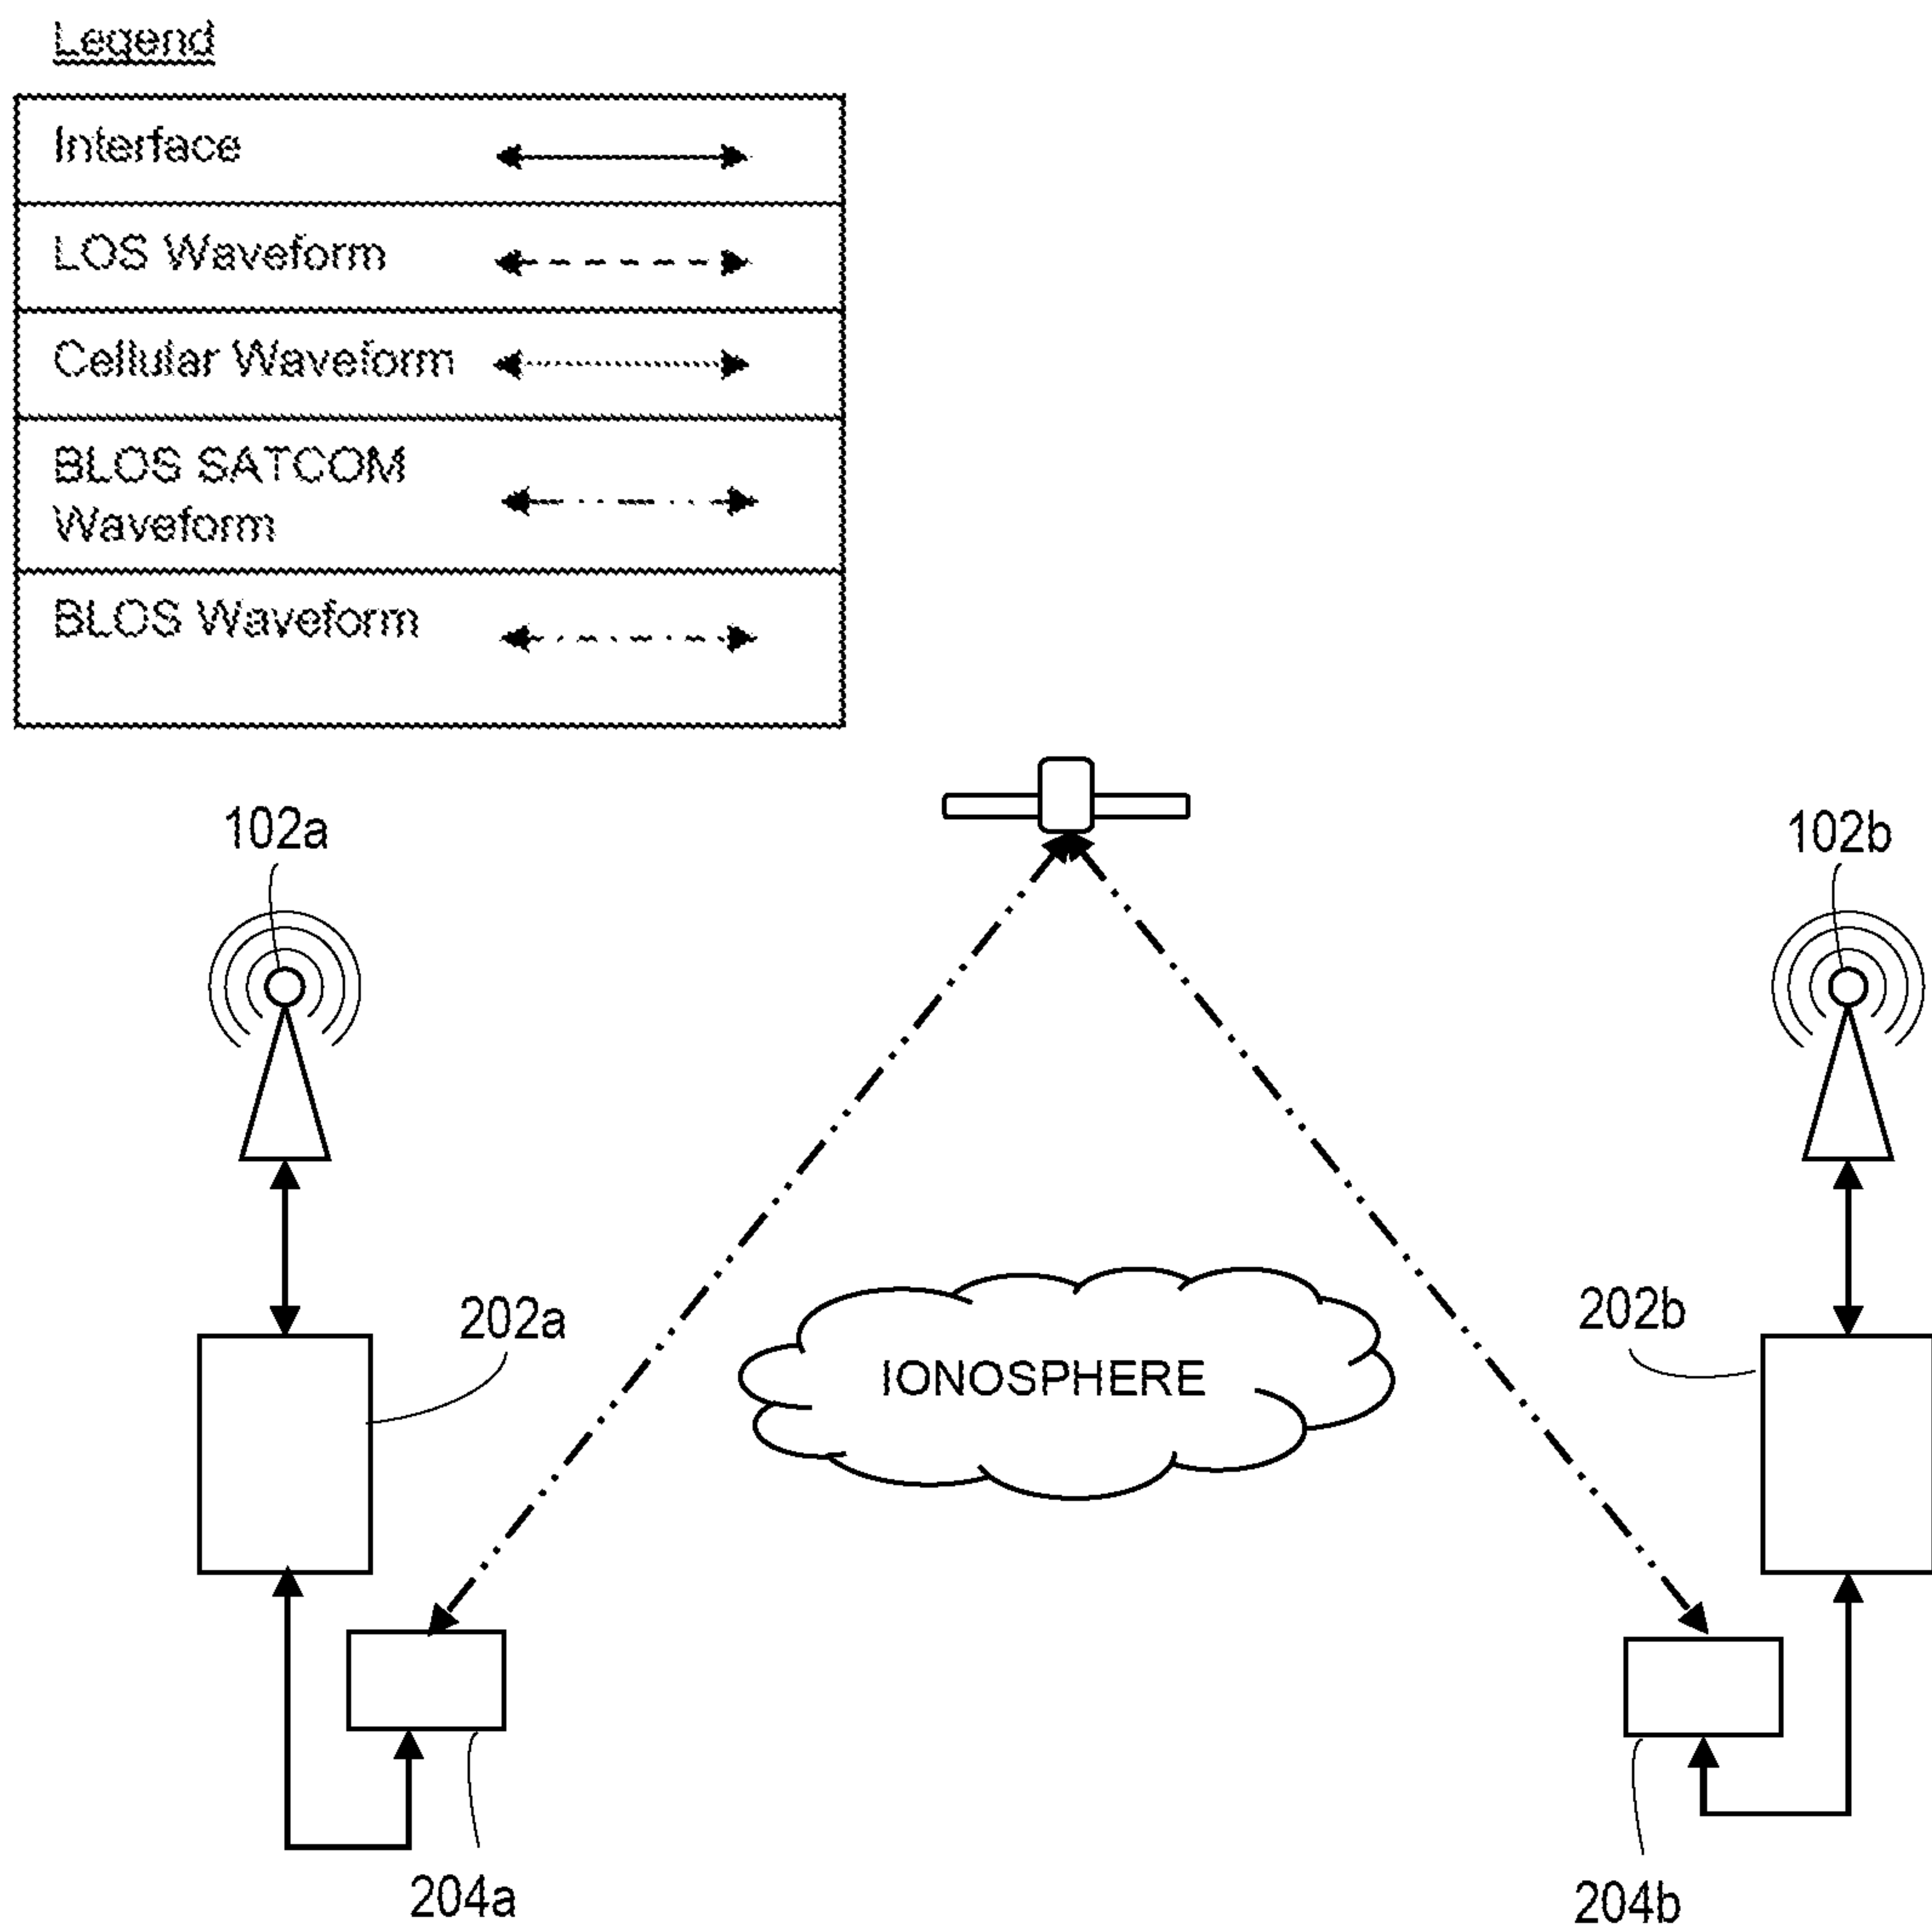 Legend
Interface
LOS Waveform
Cellular Waveform
BLOS SATCOM
Waveform
BLOS Waveform
102a
102b
202a
202b
IONOSPHERE
204a
204b